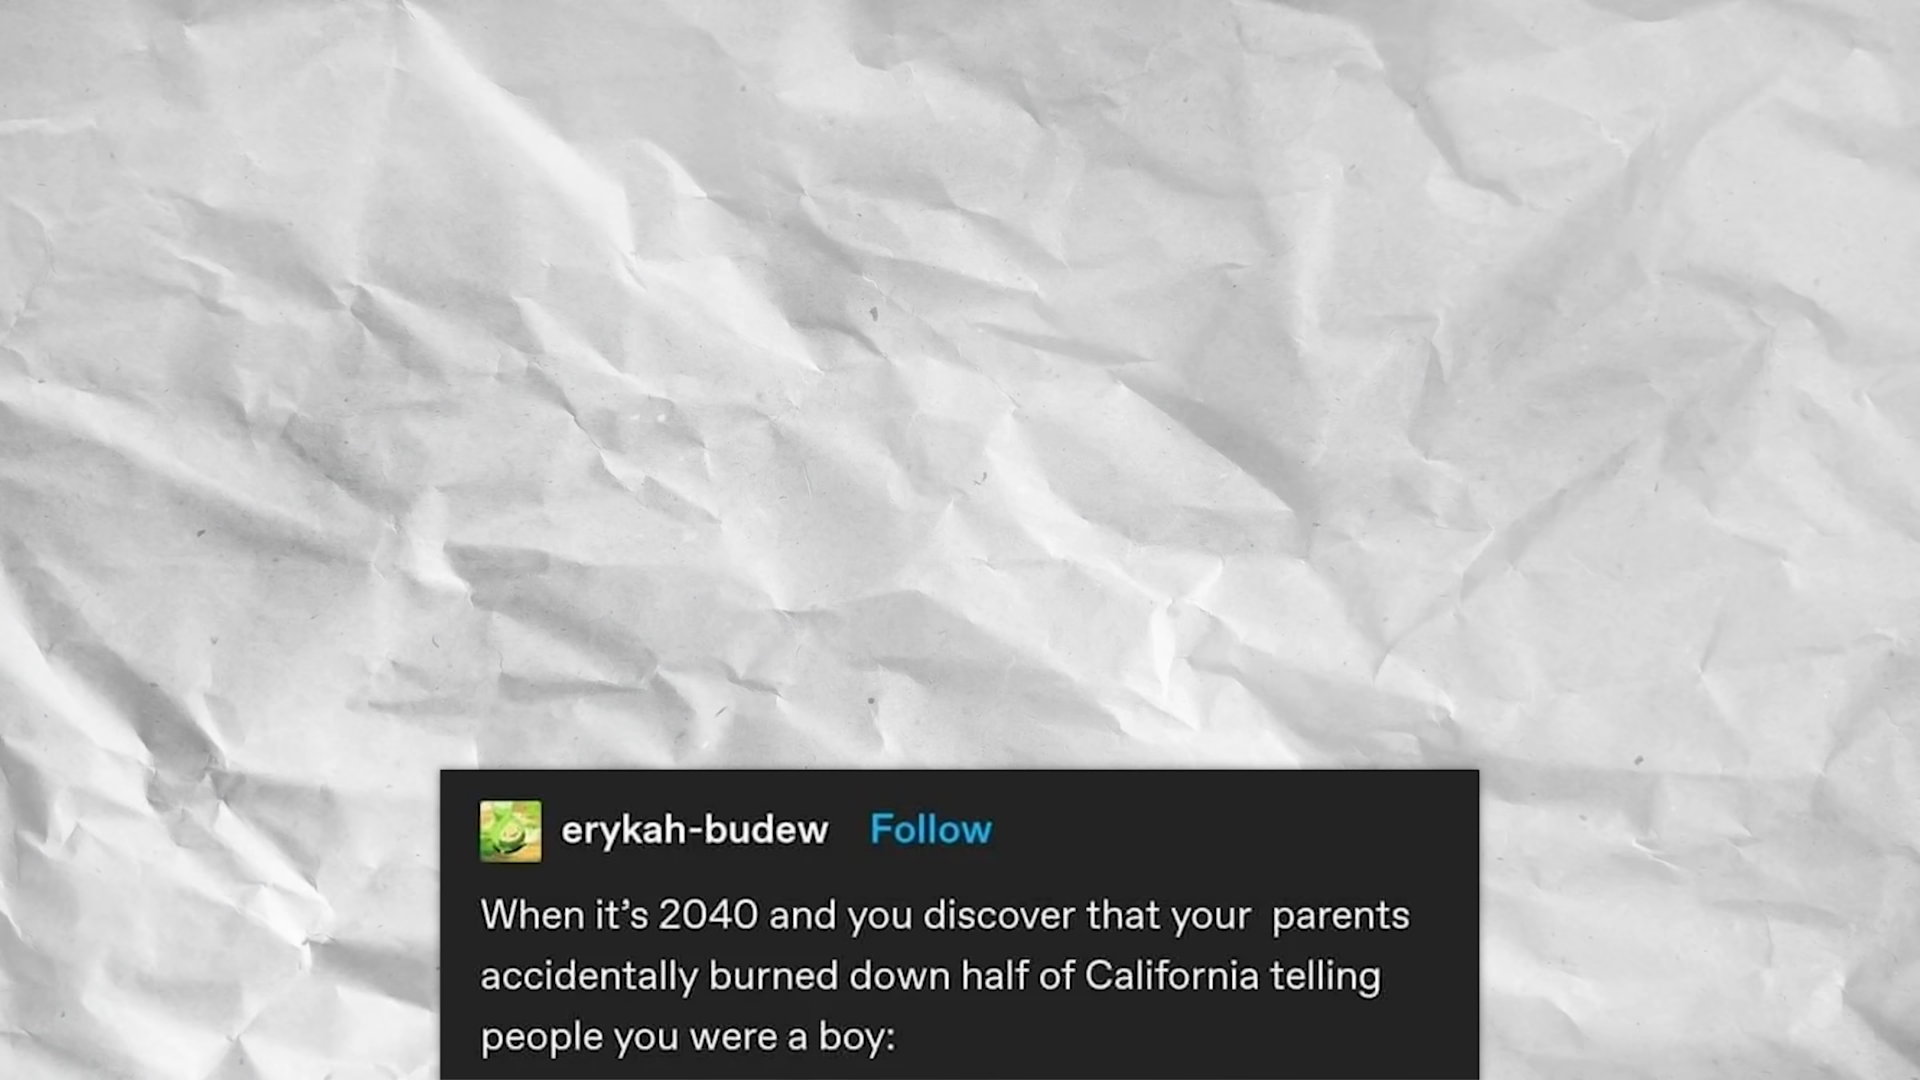 erykah-budew Follow
When it’s 2040 and you discover that your  parents
accidentally burned down half of California telling
people you were a boy: